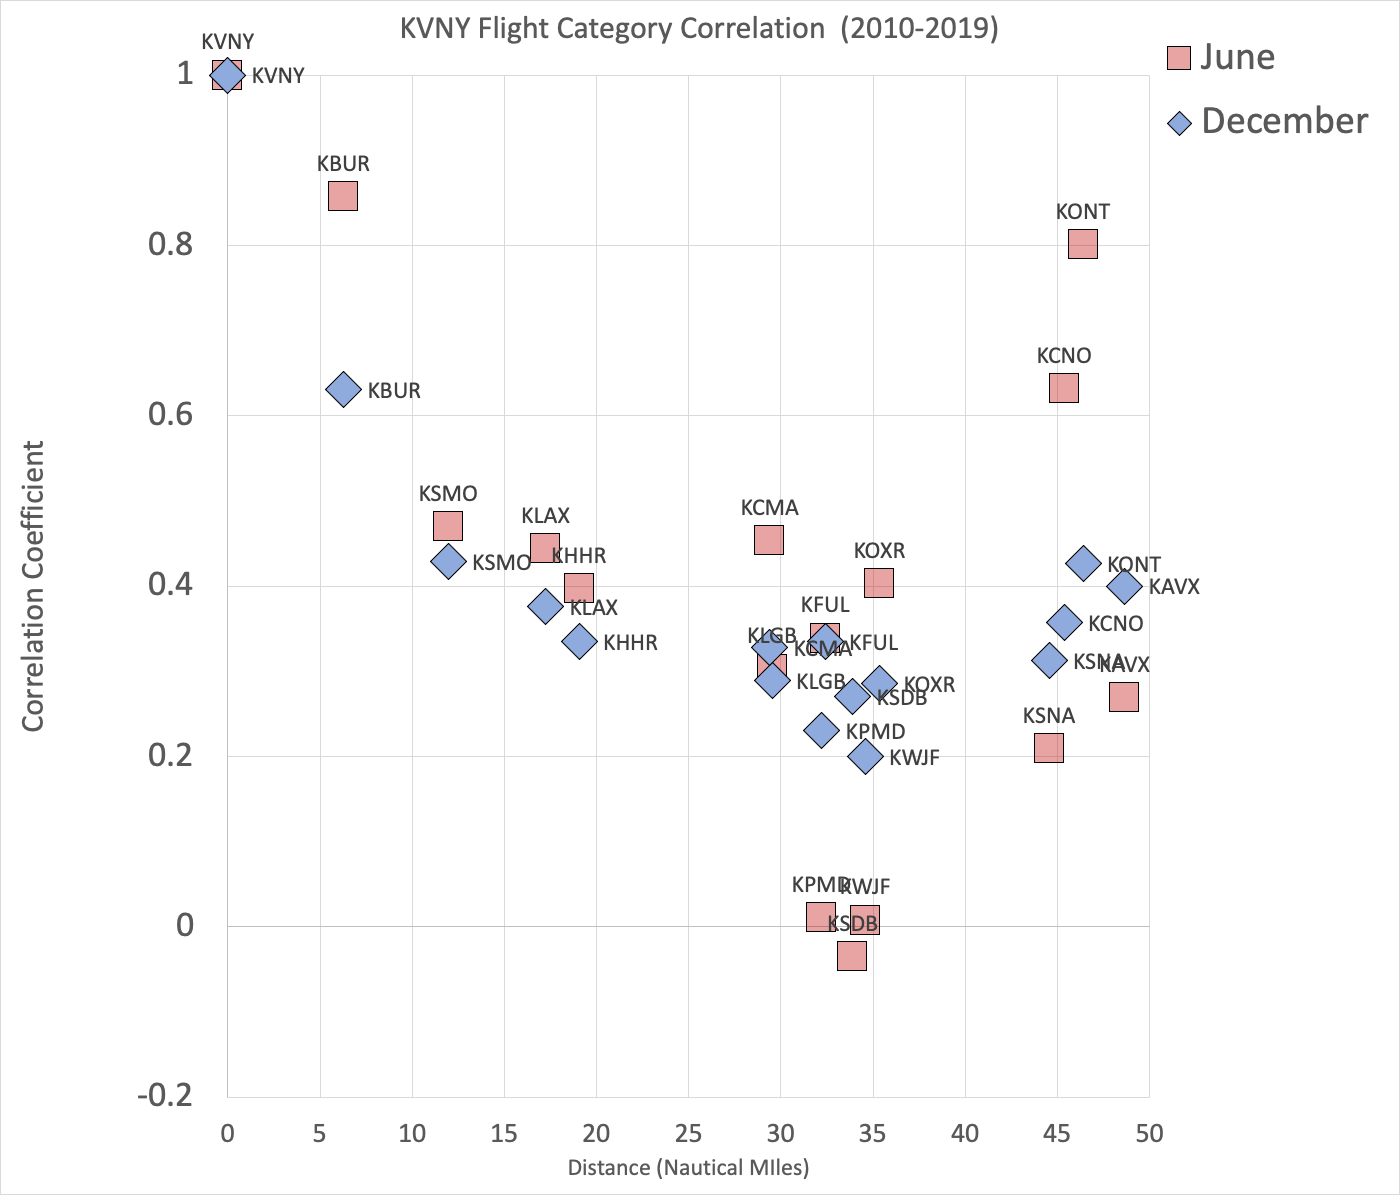 KVNY Flight Category Correlation (2010-2019)
June
December
KVNY
KVNY
KBUR
KONT
KCNO
KBUR
KSMO
KLAX
KCMA
KHHR
KOXR
KSMO
KONT
KAVX
KLAX
KFUL
KCNO
KHHR
KLGB
KCMA
KFUL
KSNA
KAVX
KLGB
KOXR
KSDB
KSNA
KPMD
KWJF
KPMD
KWJF
KSDB
1
0.8
0.6
0.4
0.2
0
-0.2
Correlation Coefficient
0 5 10 15 20 25 30 35 40 45 50
Distance (Nautical MIles)